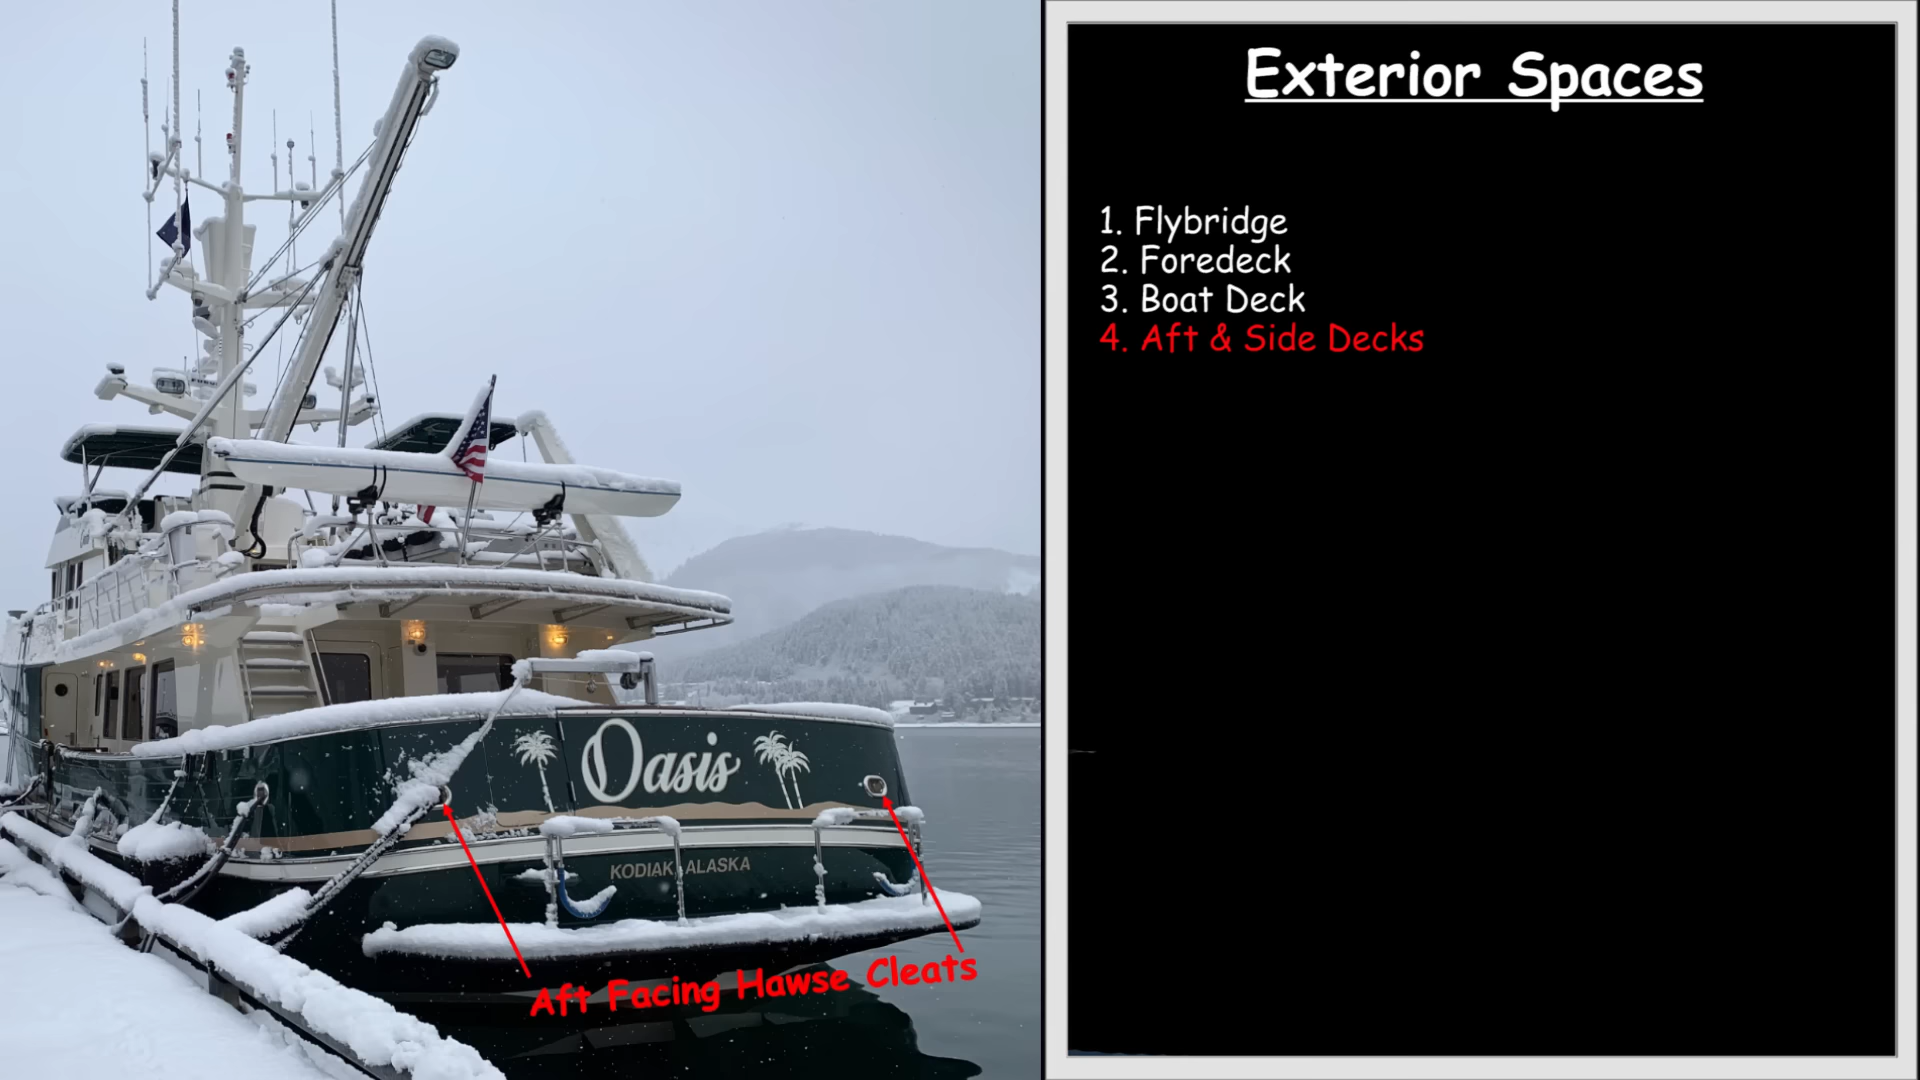 Oasis
KODIAK, ALASKA
Aft Facing Hawse Cleats
Exterior Spaces
1. Flybridge
2. Foredeck
3. Boat Deck
4. Aft & Side Decks